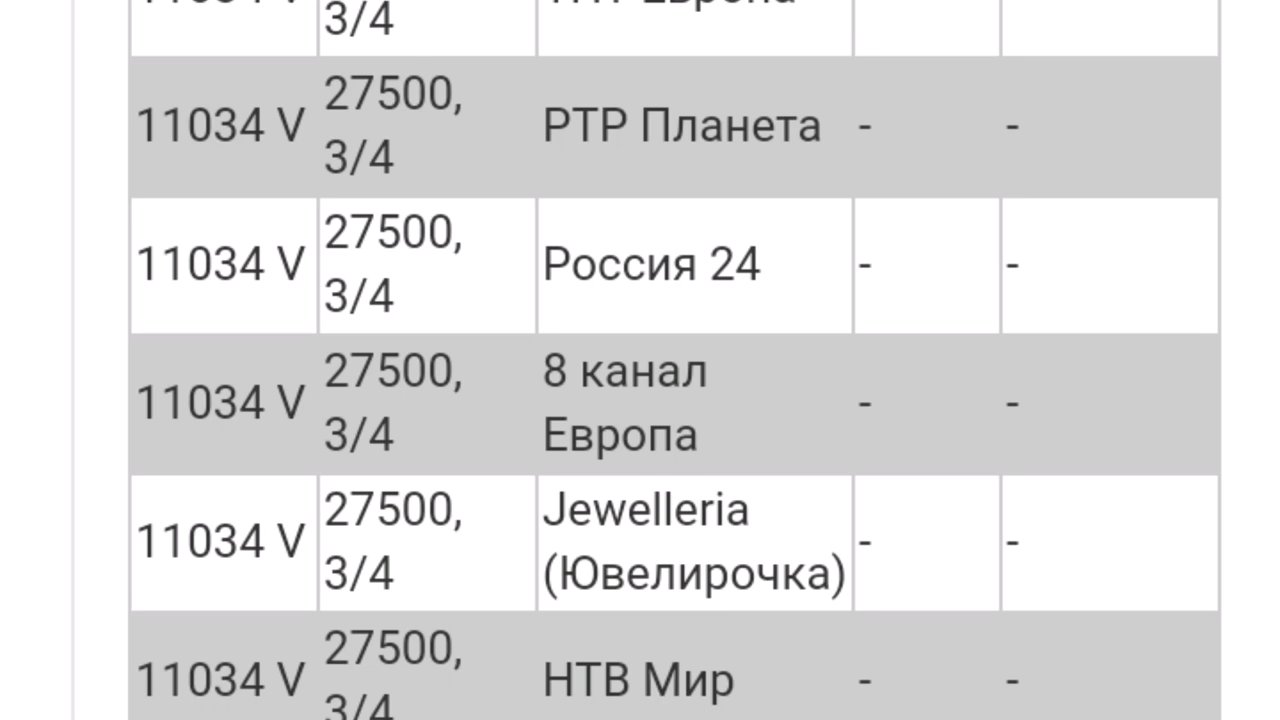 3/4
27500,
11034 V РТР Планета - -
3/4
27500,
11034 V Россия 24 - -
3/4
27500, 8 канал
11034 V - -
3/4 Европа
27500, Jewelleria
11034 V - -
3/4 (Ювелирочка)
27500,
11034 V НТВ Мир - -
3/4